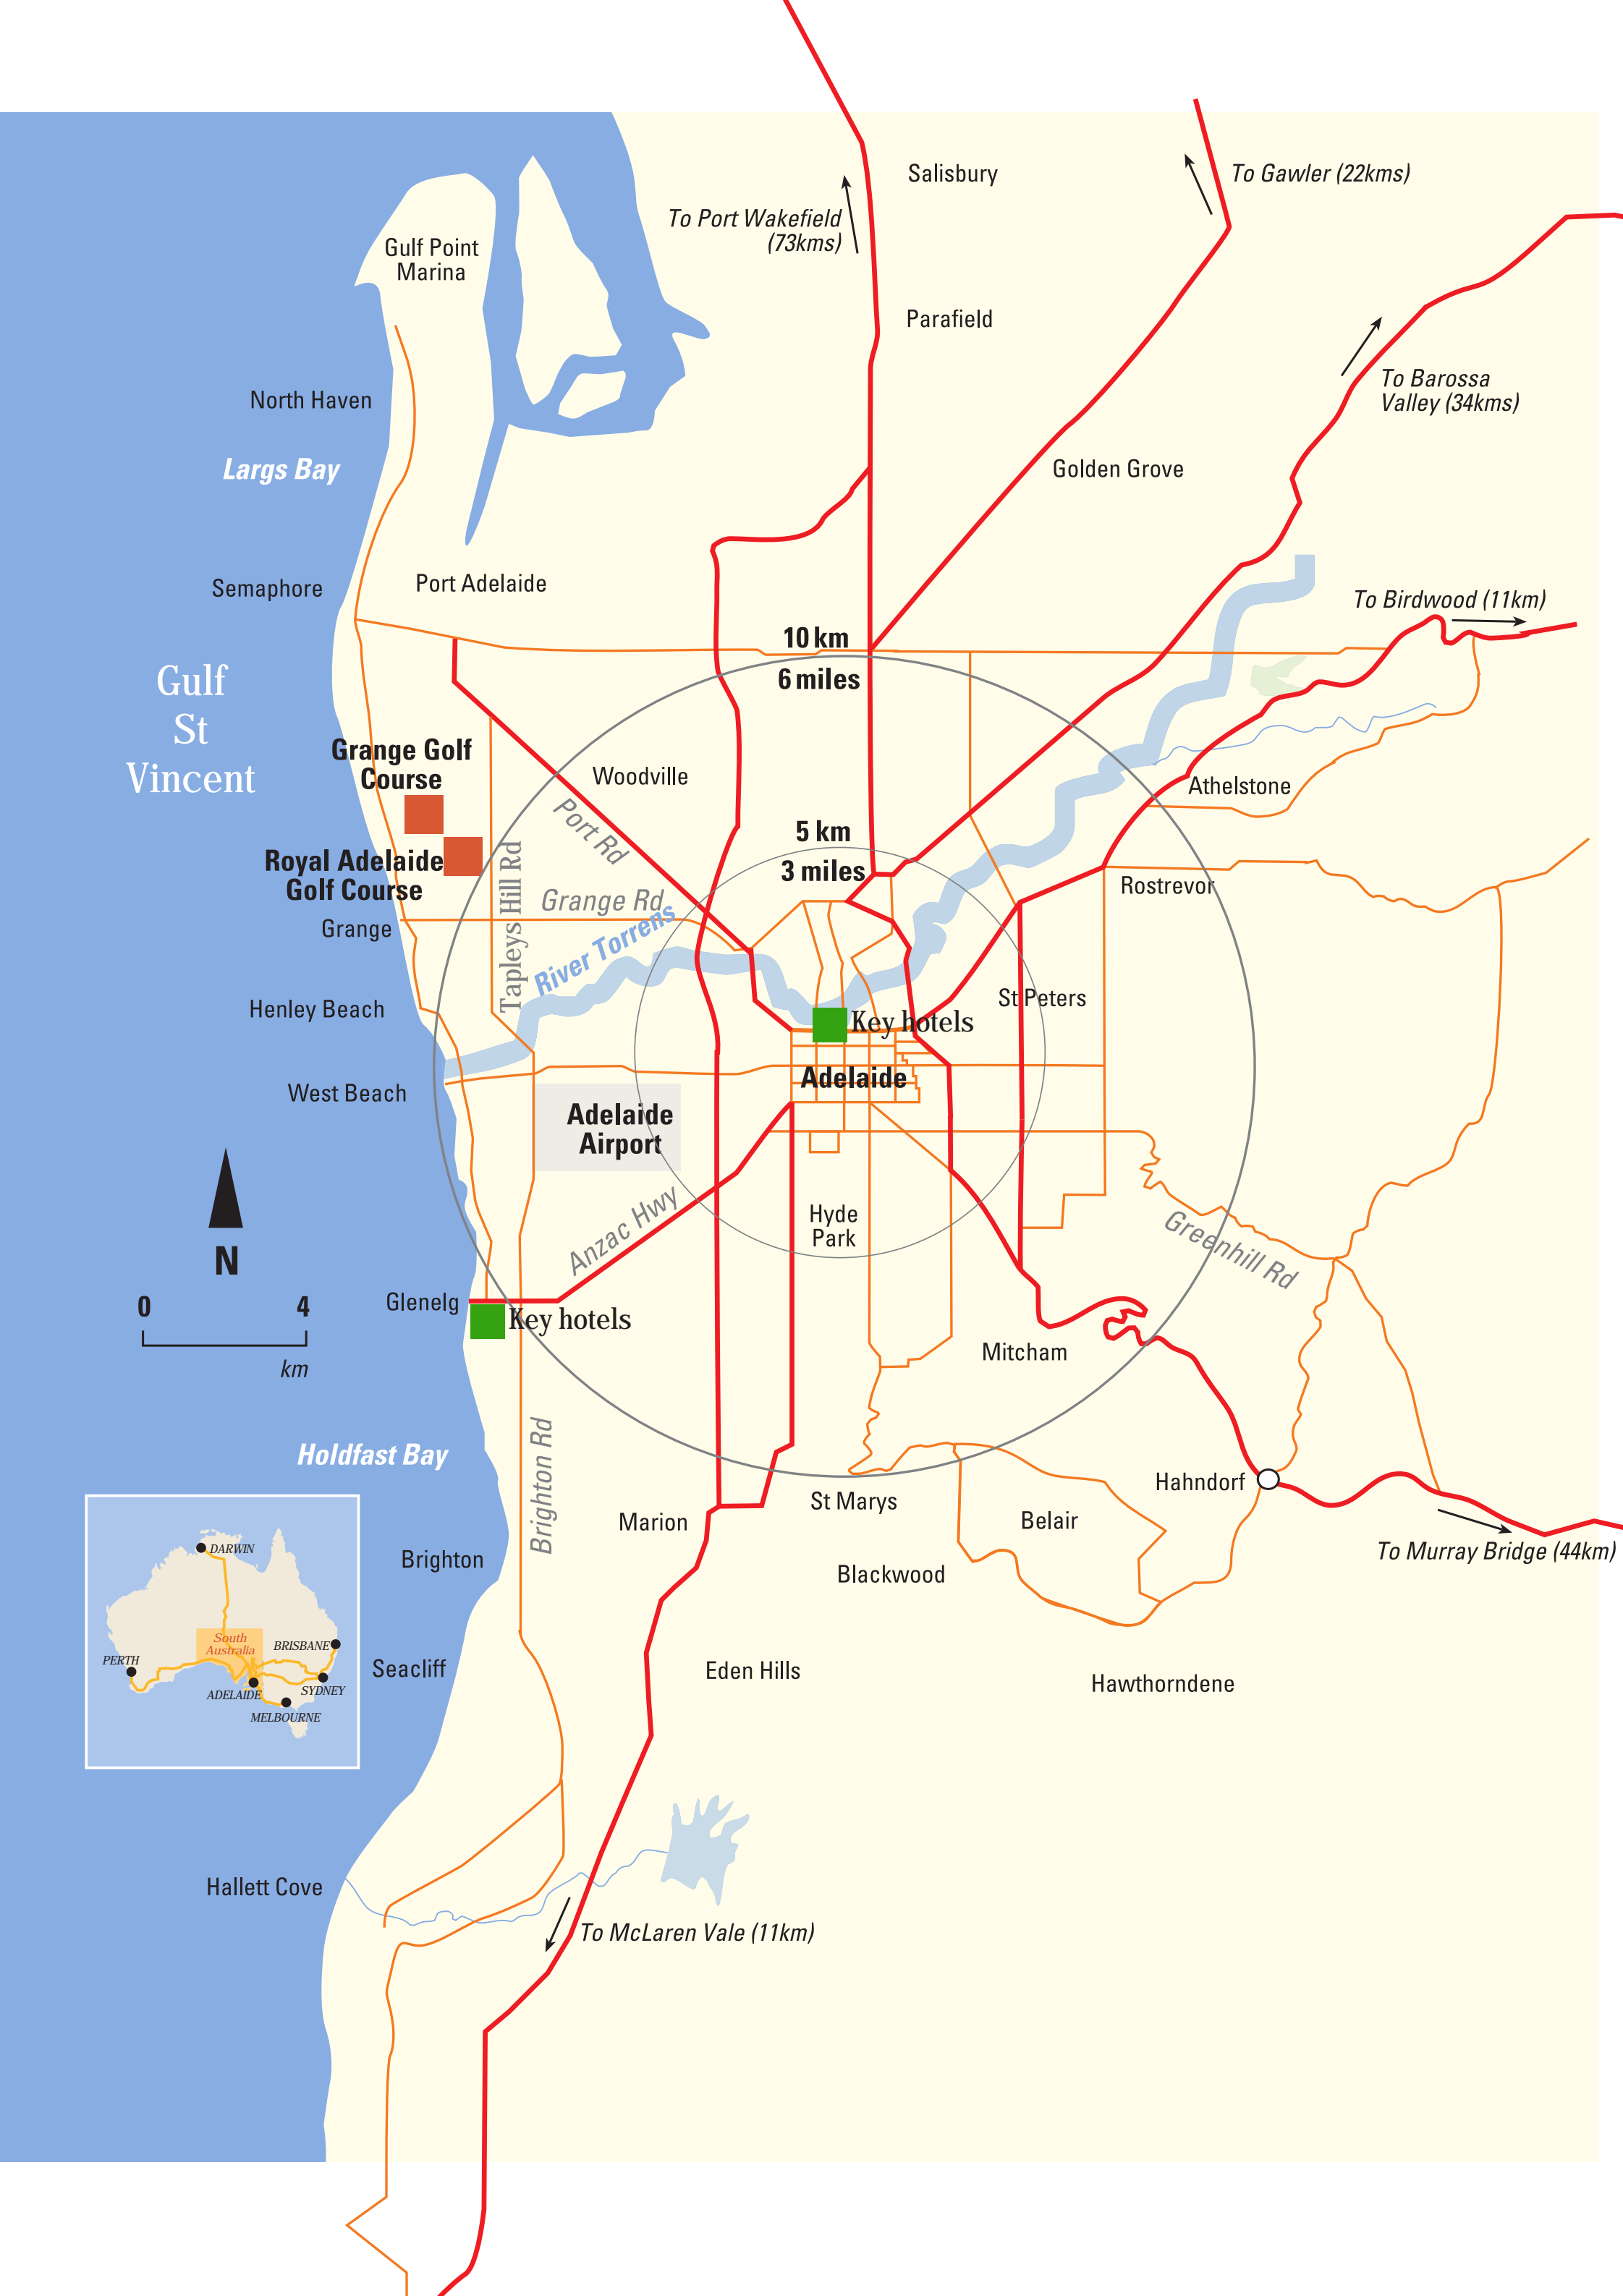 Salisbury
To Gawler (22kms)
To Port Wakefield
(73kms)
Gulf Point
Marina
Parafield
To Barossa
Valley (34kms)
North Haven
Largs Bay
Golden Grove
Semaphore
Port Adelaide
To Birdwood (11km)
10 km
6 miles
Gulf
St
Vincent
Grange Golf
Course
Woodville
Athelstone
Port Rd
5 km
3 miles
Royal Adelaide
Golf Course
Tapleys Hill Rd
Grange Rd
Rostrevor
Grange
River Torrens
Henley Beach
St Peters
Key hotels
West Beach
Adelaide
Adelaide
Airport
N
Hyde
Park
Anzac Hwy
Greenhill Rd
0
4
km
Glenelg
Key hotels
Mitcham
Holdfast Bay
Brighton Rd
Hahndorf
St Marys
Marion
Belair
To Murray Bridge (44km)
Brighton
Blackwood
DARWIN
South
Australia
BRISBANE
PERTH
ADELAIDE
SYDNEY
MELBOURNE
Seacliff
Eden Hills
Hawthorndene
Hallett Cove
To McLaren Vale (11km)